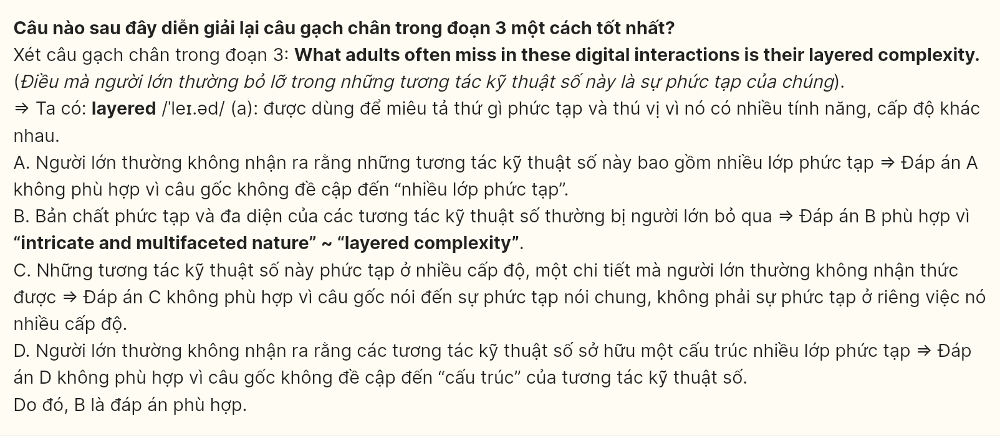 Câu nào sau đây diễn giải lại câu gạch chân trong đoạn 3 một cách tốt nhất?
Xét câu gạch chân trong đoạn 3: What adults often miss in these digital interactions is their layered complexity.
(Điều mà người lớn thường bỏ lỡ trong những tương tác kỹ thuật số này là sự phức tạp của chúng).
⇒ Ta có: layered /ˈleɪ.əd/ (a): được dùng để miêu tả thứ gì phức tạp và thú vị vì nó có nhiều tính năng, cấp độ khác
nhau.
A. Người lớn thường không nhận ra rằng những tương tác kỹ thuật số này bao gồm nhiều lớp phức tạp ⇒ Đáp án A
không phù hợp vì câu gốc không đề cập đến “nhiều lớp phức tạp”.
B. Bản chất phức tạp và đa diện của các tương tác kỹ thuật số thường bị người lớn bỏ qua ⇒ Đáp án B phù hợp vì
“intricate and multifaceted nature” ~ “layered complexity”.
C. Những tương tác kỹ thuật số này phức tạp ở nhiều cấp độ, một chi tiết mà người lớn thường không nhận thức
được ⇒ Đáp án C không phù hợp vì câu gốc nói đến sự phức tạp nói chung, không phải sự phức tạp ở riêng việc nó
nhiều cấp độ.
D. Người lớn thường không nhận ra rằng các tương tác kỹ thuật số sở hữu một cấu trúc nhiều lớp phức tạp ⇒ Đáp
án D không phù hợp vì câu gốc không đề cập đến “cấu trúc” của tương tác kỹ thuật số.
Do đó, B là đáp án phù hợp.